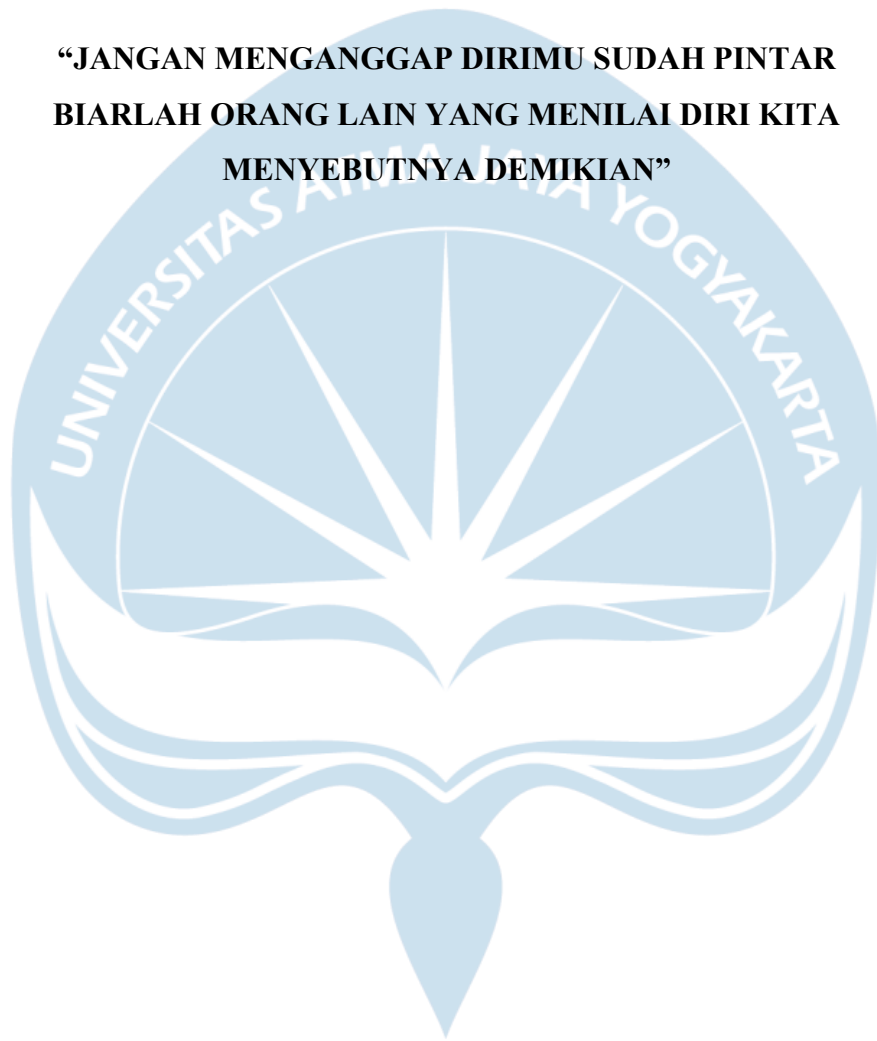 “JANGAN MENGANGGAP DIRIMU SUDAH PINTAR
BIARLAH ORANG LAIN YANG MENILAI DIRI KITA
MENYEBUTNYA DEMIKIAN”
UNIVERSITAS ATMA JAYA YOGYAKARTA